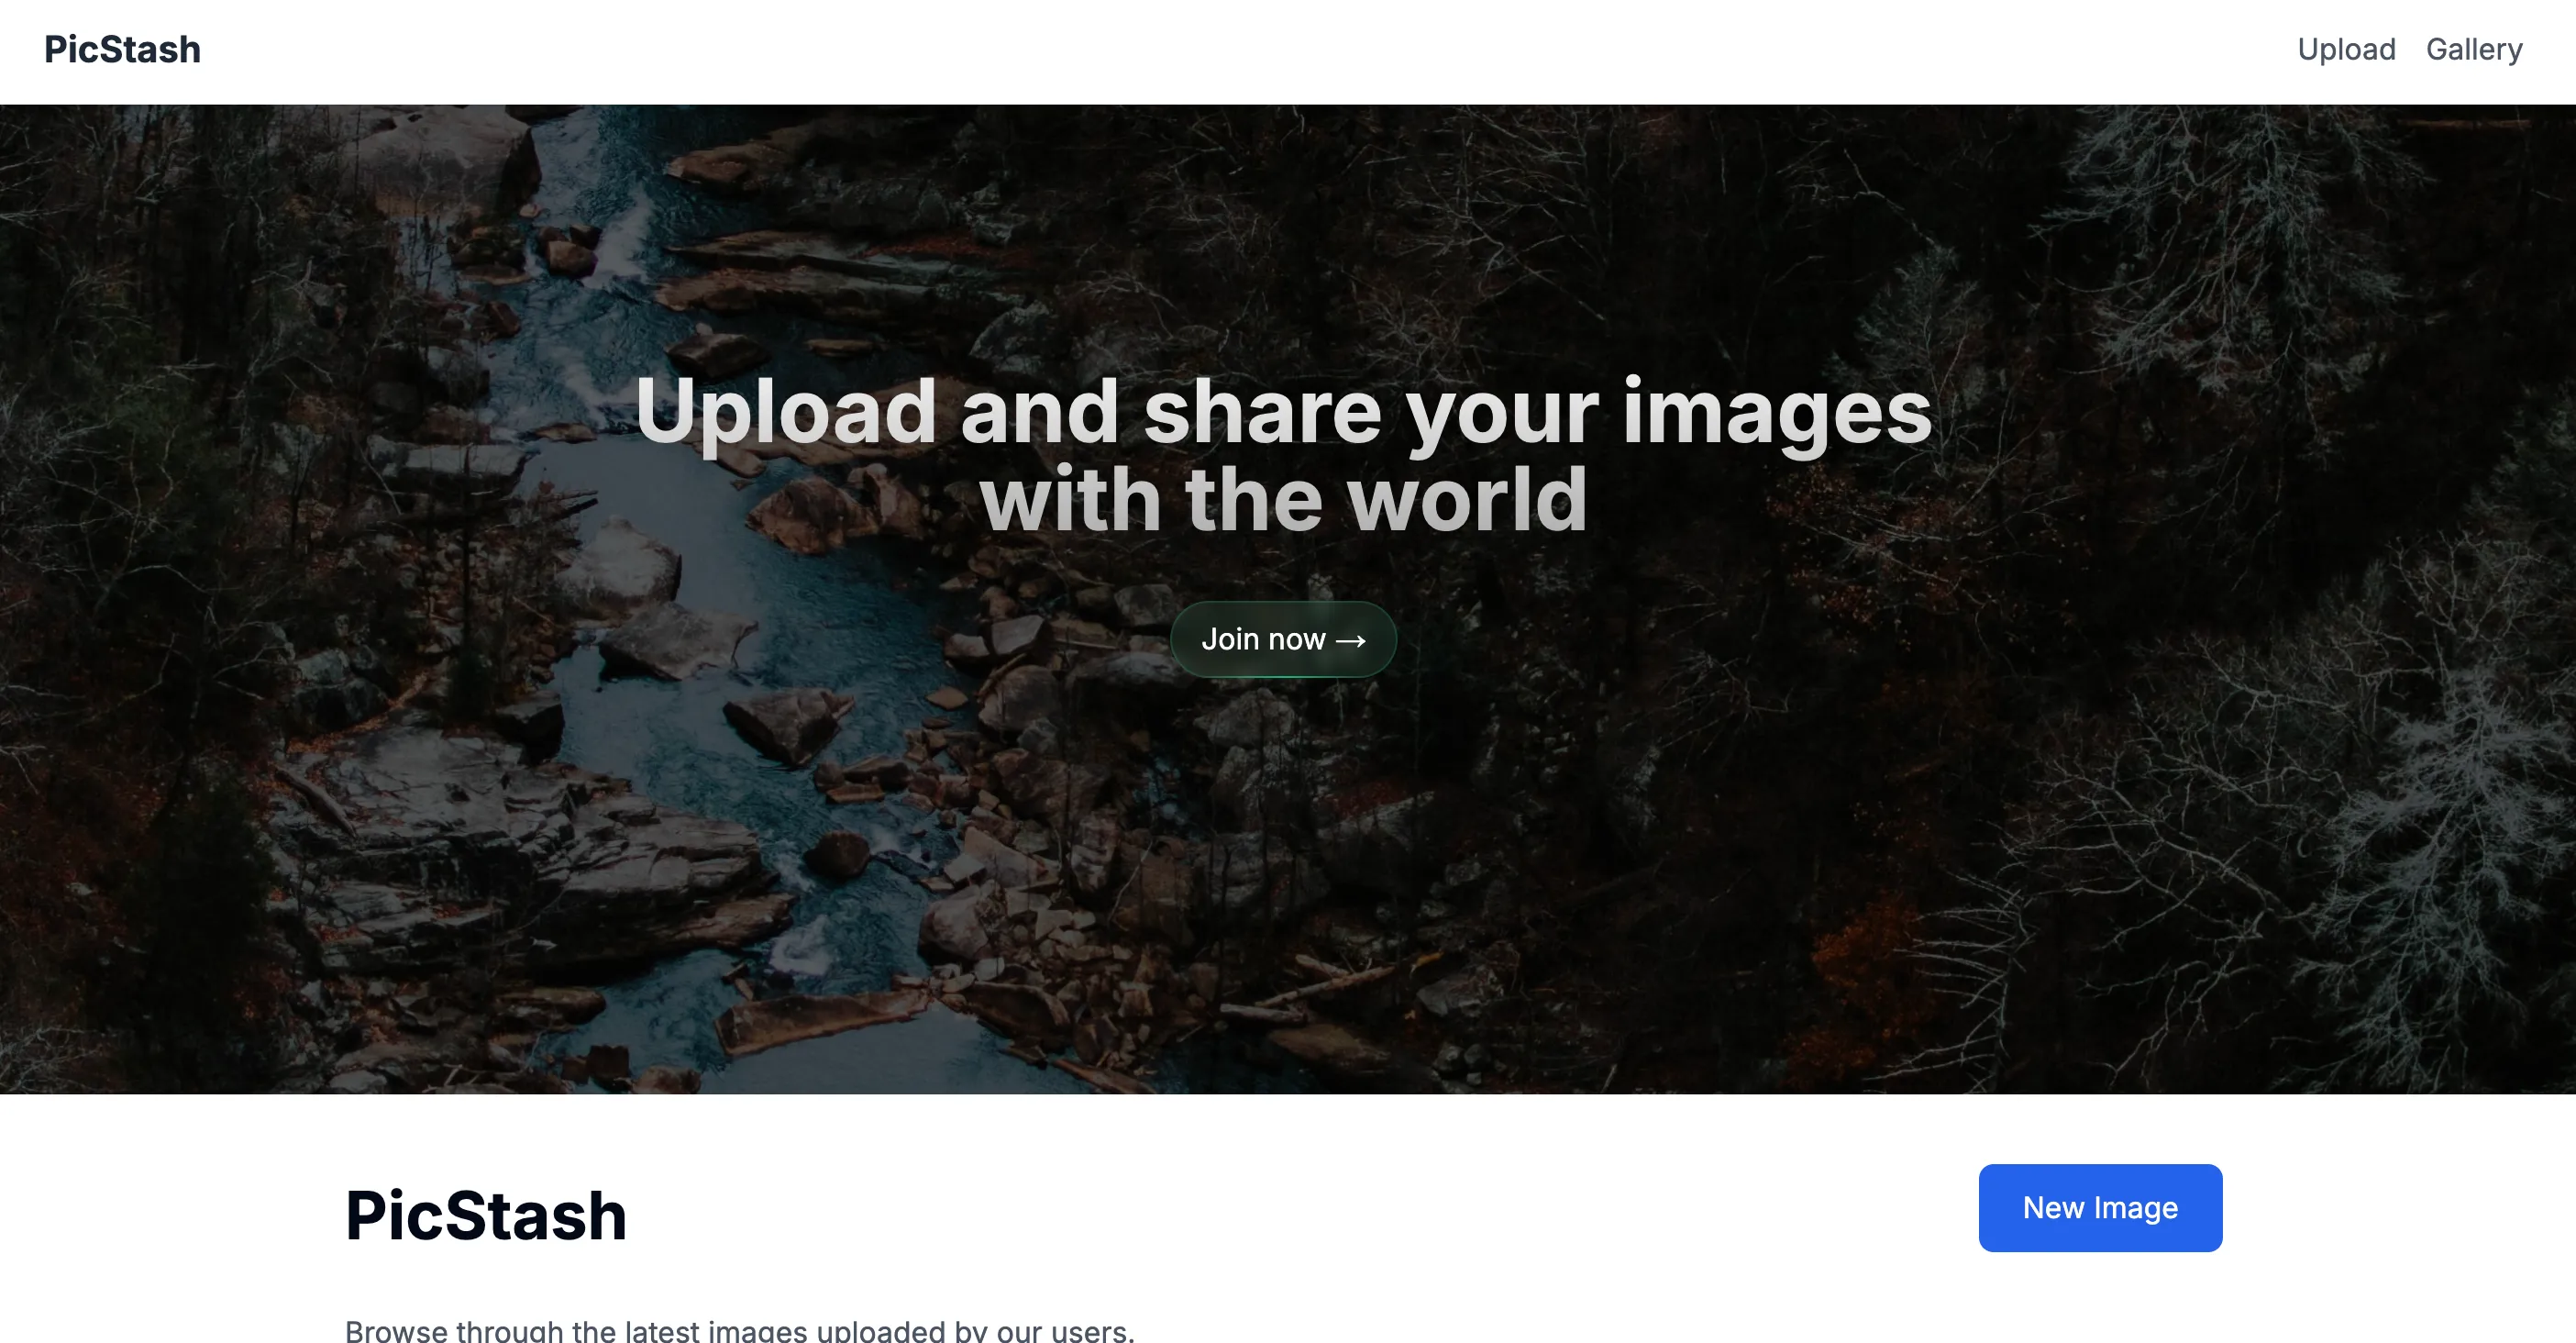 PicStash
Upload Gallery
Upload and share your images
with the world
Join now →
PicStash
New Image
Browse through the latest images uploaded by our users.